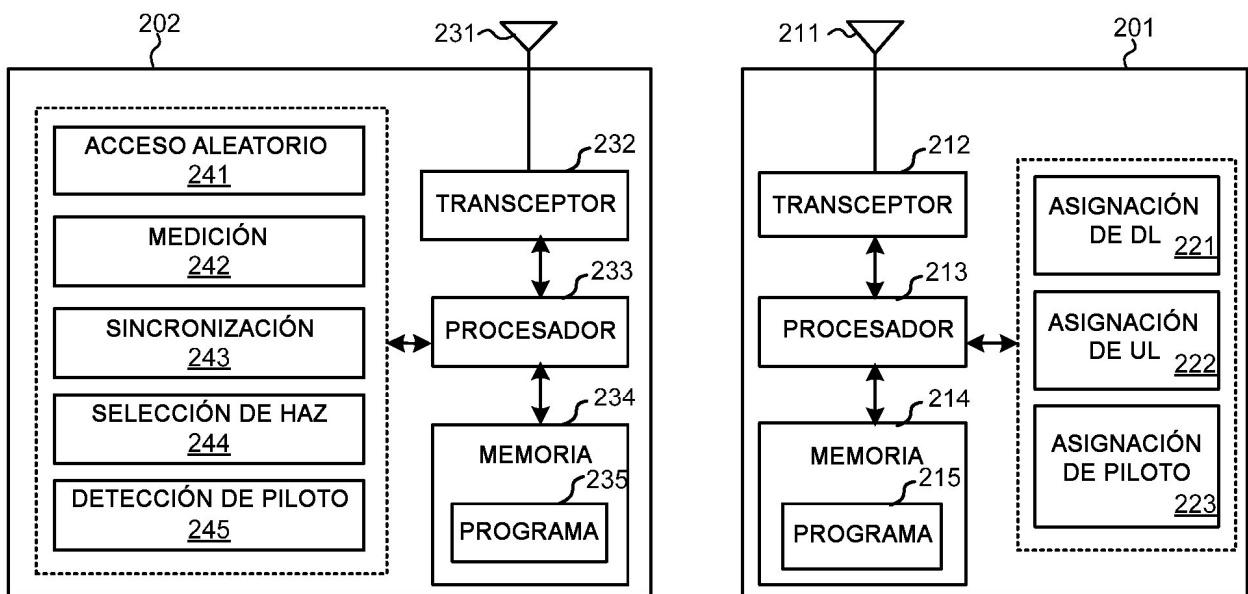 202
231
ACCESO ALEATORIO
241
MEDICIÓN
242
SINCRONIZACIÓN
243
SELECCIÓN DE HAZ
244
DETECCIÓN DE PILOTO
245
232
TRANSCEPTOR
233
PROCESADOR
234
MEMORIA
235
PROGRAMA
211
201
212
TRANSCEPTOR
213
PROCESADOR
214
MEMORIA
215
PROGRAMA
ASIGNACIÓN
DE DL
221
ASIGNACIÓN
DE UL
222
ASIGNACIÓN
DE PILOTO
223